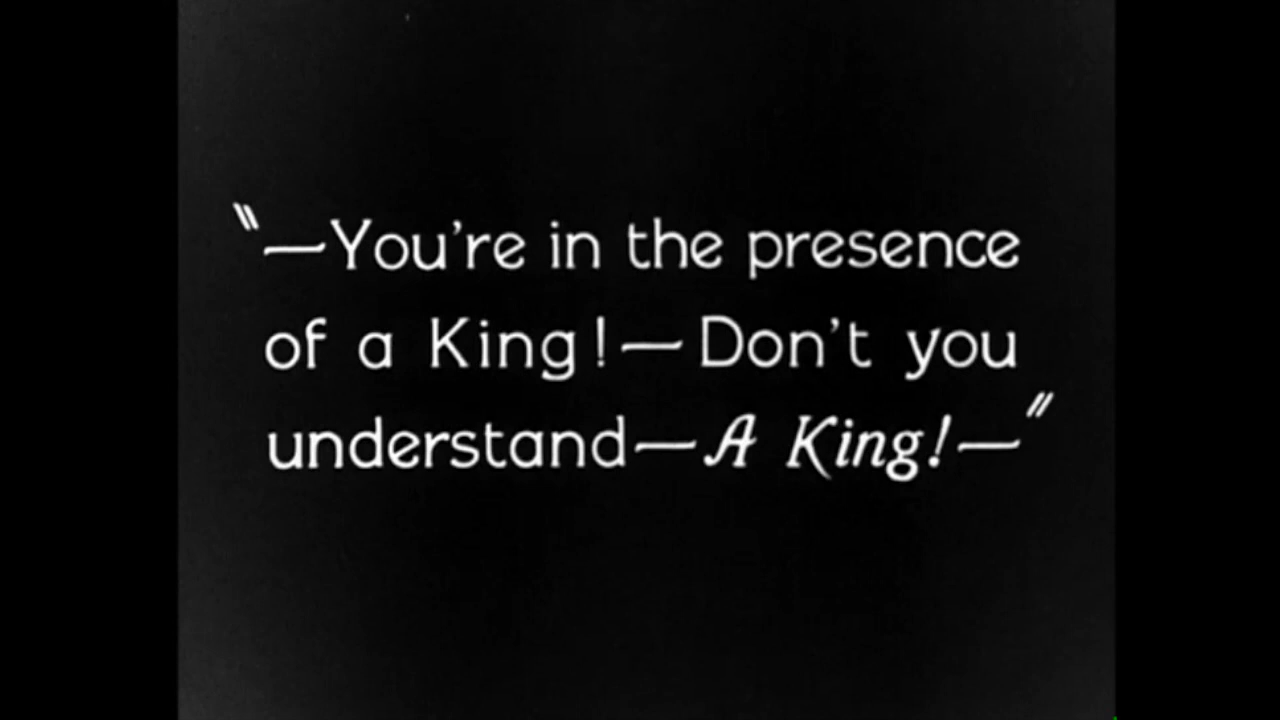 "—You're in the presence
of a King!—Don't you
understand—A King!—"